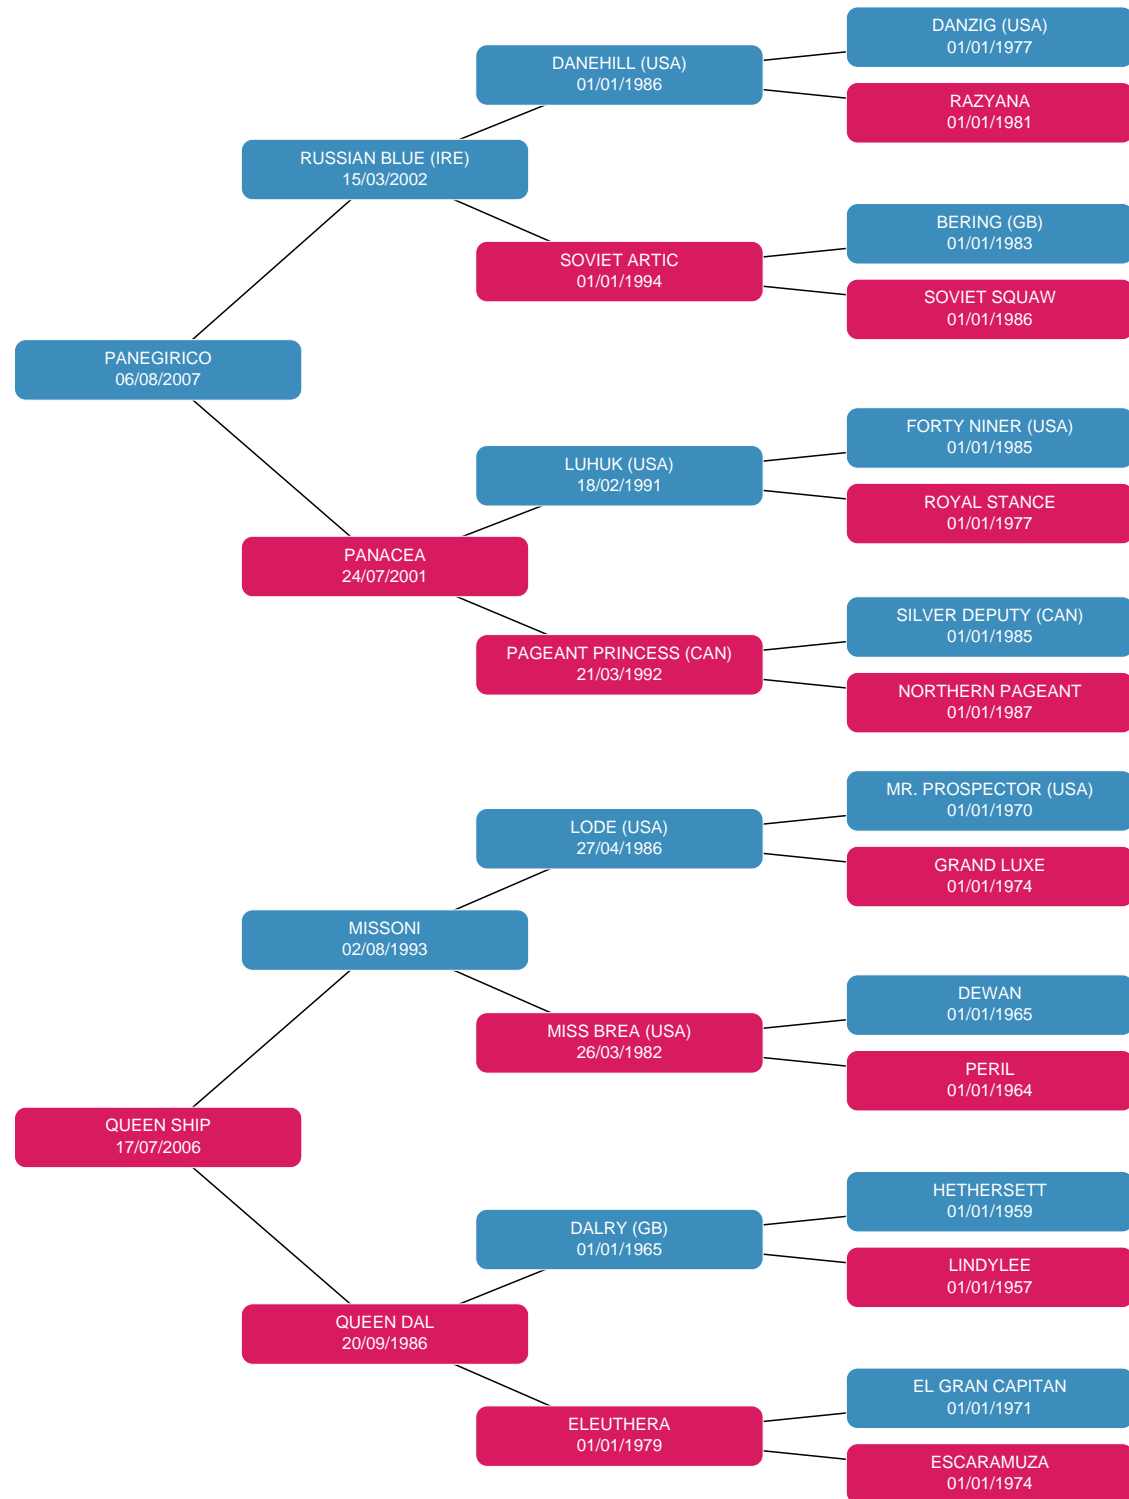 DANZIG (USA)
01/01/1977
DANEHILL (USA)
01/01/1986
RAZYANA
01/01/1981
RUSSIAN BLUE (IRE)
15/03/2002
BERING (GB)
01/01/1983
SOVIET ARTIC
01/01/1994
SOVIET SQUAW
01/01/1986
PANEGIRICO
06/08/2007
FORTY NINER (USA)
01/01/1985
LUHUK (USA)
18/02/1991
ROYAL STANCE
01/01/1977
PANACEA
24/07/2001
SILVER DEPUTY (CAN)
01/01/1985
PAGEANT PRINCESS (CAN)
21/03/1992
NORTHERN PAGEANT
01/01/1987
MR. PROSPECTOR (USA)
01/01/1970
LODE (USA)
27/04/1986
GRAND LUXE
01/01/1974
MISSONI
02/08/1993
DEWAN
01/01/1965
MISS BREA (USA)
26/03/1982
PERIL
01/01/1964
QUEEN SHIP
17/07/2006
HETHERSETT
01/01/1959
DALRY (GB)
01/01/1965
LINDYLEE
01/01/1957
QUEEN DAL
20/09/1986
EL GRAN CAPITAN
01/01/1971
ELEUTHERA
01/01/1979
ESCARAMUZA
01/01/1974